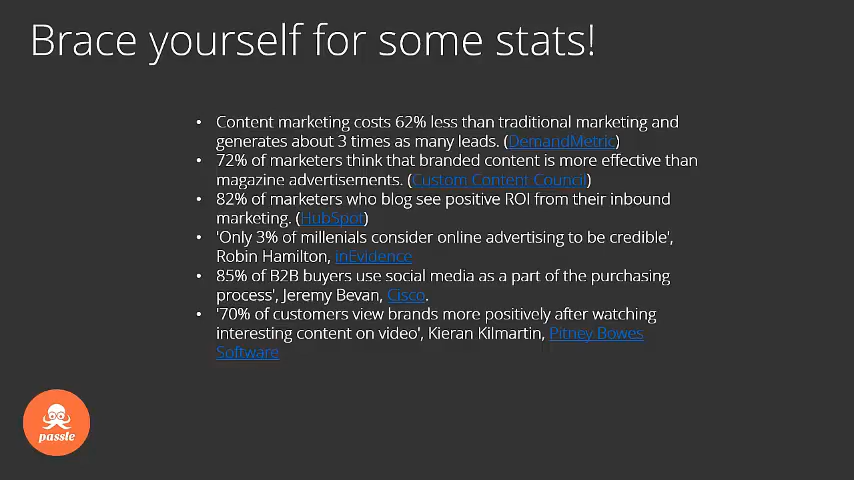 Brace yourself for some stats!
• Content marketing costs 62% less than traditional marketing and
generates about 3 times as many leads. (DemandMetric)
• 72% of marketers think that branded content is more effective than
magazine advertisements. (Custom Content Council)
• 82% of marketers who blog see positive ROI from their inbound
marketing. (HubSpot)
• 'Only 3% of millenials consider online advertising to be credible',
Robin Hamilton, inEvidence
• 85% of B2B buyers use social media as a part of the purchasing
process', Jeremy Bevan, Cisco.
• '70% of customers view brands more positively after watching
interesting content on video', Kieran Kilmartin, Pitney Bowes
Software
passle